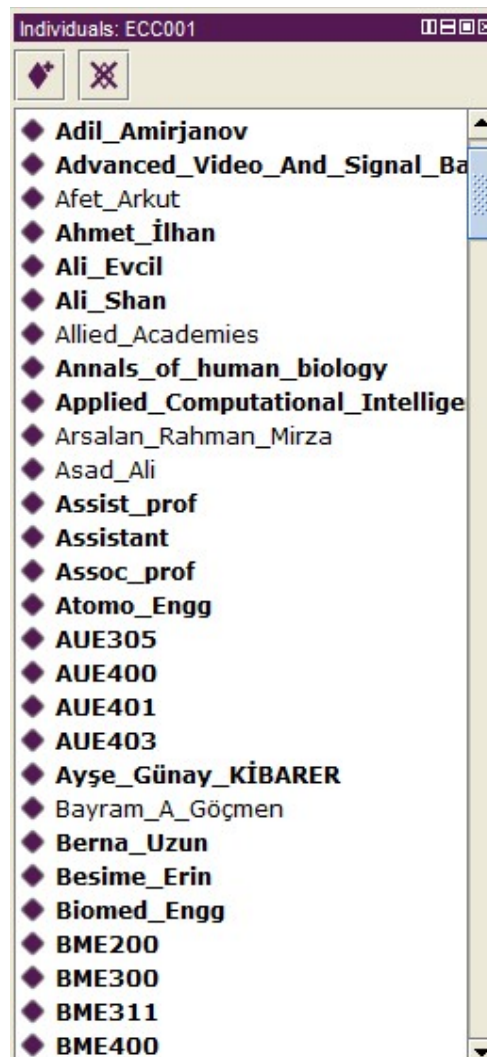 Individuals: ECC001
Adil_Amirjanov
Advanced_Video_And_Signal_Ba
Afet_Arkut
Ahmet_İlhan
Ali_Evcil
Ali_Shan
Allied_Academies
Annals_of_human_biology
Applied_Computational_Intellige
Arsalan_Rahman_Mirza
Asad_Ali
Assist_prof
Assistant
Assoc_prof
Atomo_Engg
AUE305
AUE400
AUE401
AUE403
Ayşe_Günay_KİBARER
Bayram_A_Göçmen
Berna_Uzun
Besime_Erin
Biomed_Engg
BME200
BME300
BME311
BME400